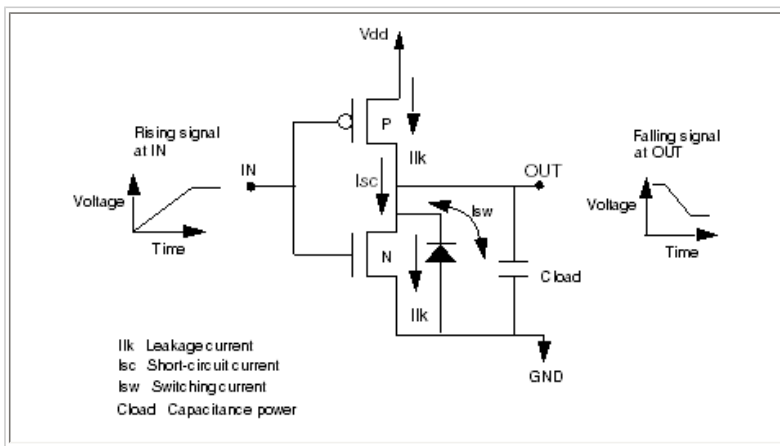 Vdd
P
Rising signal
at IN
Falling signal
at OUT
IN
Ilk
OUT
Isc
Voltage
Isw
Voltage
Time
N
Time
Cload
Ilk
Ilk Leakage current
Isc Short-circuit current
Isw Switching current
Cload Capacitance power
GND